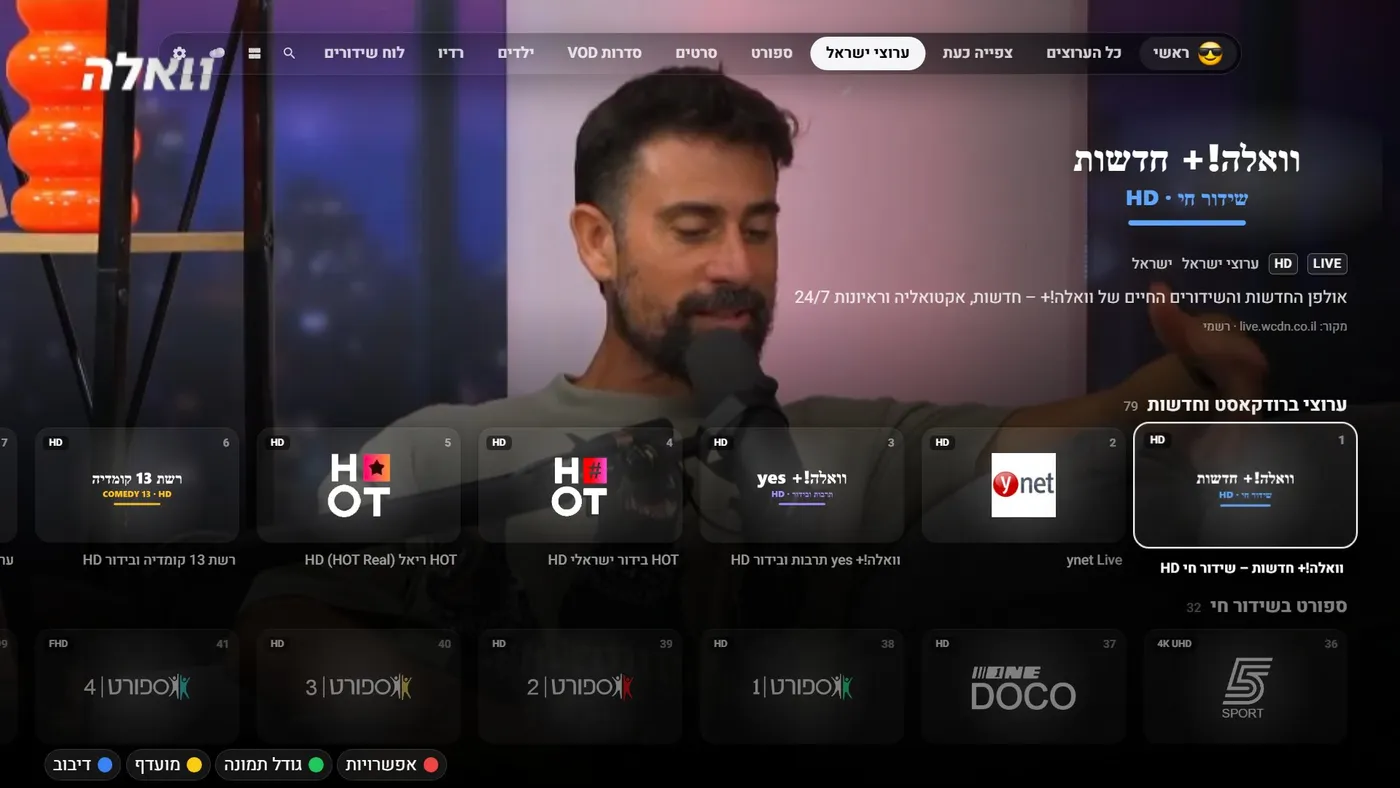 ראשי
כל הערוצים
צפייה כעת
ערוצי ישראל
ספורט
סרטים
סדרות VOD
ילדים
רדיו
לוח שידורים
וואלה
וואלה!+ חדשות
שידור חי · HD
LIVE HD ערוצי ישראל ישראל
אולפן החדשות והשידורים החיים של וואלה!+ – חדשות, אקטואליה וראיונות 24/7
מקור: live.wcdn.co.il · רשמי
ערוצי ברודקאסט וחדשות 79
1 HD
וואלה!+ חדשות
שידור חי · HD
וואלה!+ חדשות – שידור חי HD
2 HD
ynet
ynet Live
3 HD
וואלה!+ yes
תרבות ובידור · HD
וואלה!+ yes תרבות ובידור HD
4 HD
HOT
HOT בידור ישראלי HD
5 HD
HOT
HOT ריאל (HOT Real) HD
6 HD
רשת 13 קומדיה
COMEDY 13 · HD
רשת 13 קומדיה ובידור HD
7
ער
ספורט בשידור חי 32
36 4K UHD
5
SPORT
37 HD
ONE
DOCO
38 HD
ספורט|1
39 HD
ספורט|2
40 HD
ספורט|3
41 FHD
ספורט|4
אפשרויות
גודל תמונה
מועדף
דיבוב